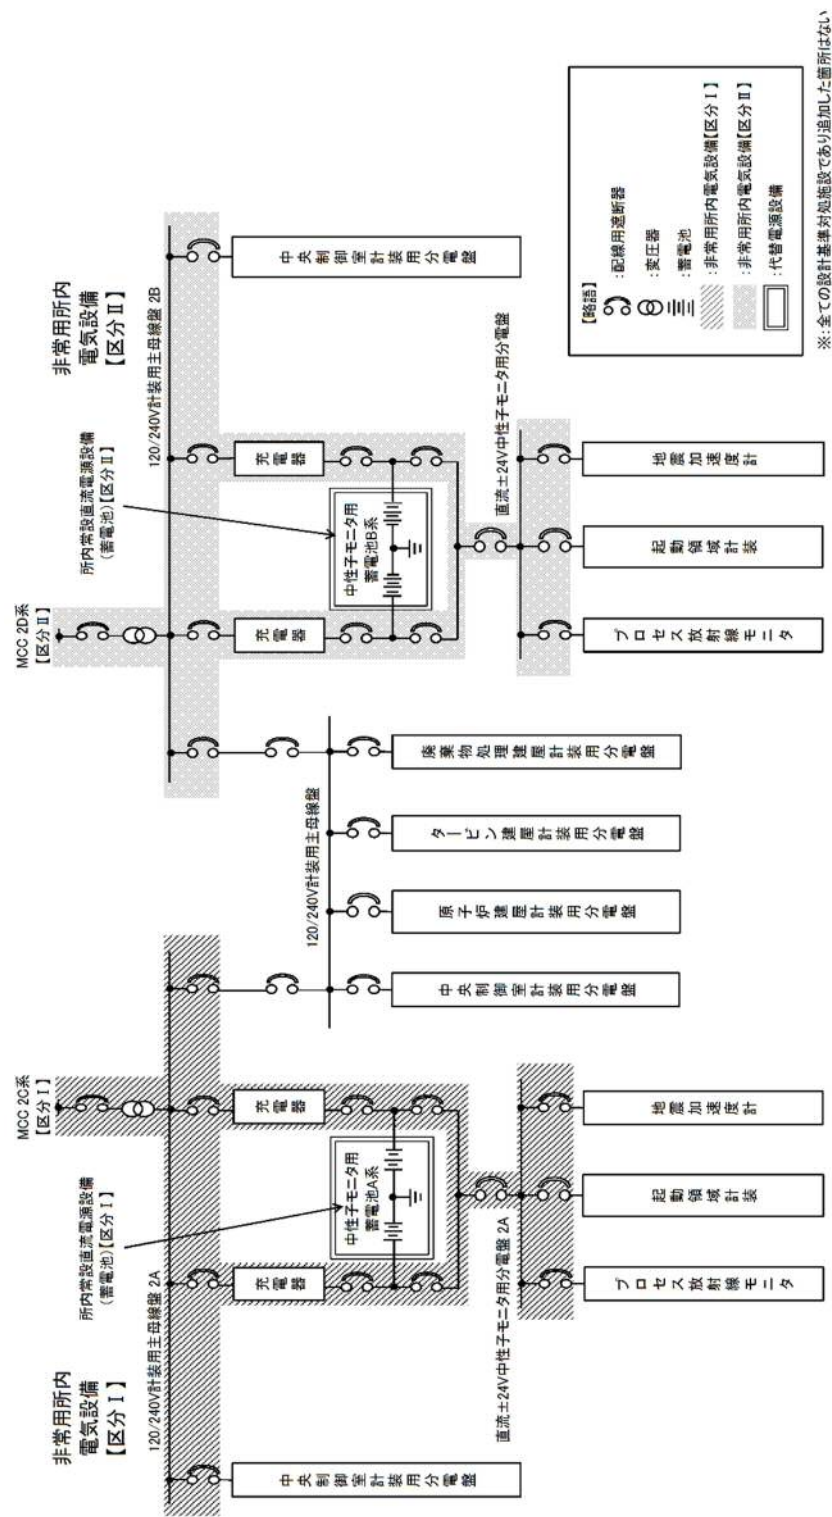 非常用所内
電気設備
【区分Ⅰ】
120/240V計装用主母線盤 2A
中央制御室計装用分電盤
所内常設直流電源設備
(蓄電池)【区分Ⅰ】
MCC 2C系
【区分Ⅰ】
充電器
充電器
中性子モニタ用
蓄電池A系
直流±24V中性子モニタ用分電盤 2A
プロセス放射線モニタ
起動領域計装
地震加速度計
120/240V計装用主母線盤
中央制御室計装用分電盤
原子炉建屋計装用分電盤
タービン建屋計装用分電盤
廃棄物処理建屋計装用分電盤
非常用所内
電気設備
【区分Ⅱ】
MCC 2D系
【区分Ⅱ】
所内常設直流電源設備
(蓄電池)【区分Ⅱ】
120/240V計装用主母線盤 2B
充電器
充電器
中性子モニタ用
蓄電池B系
中央制御室計装用分電盤
直流±24V中性子モニタ用分電盤
プロセス放射線モニタ
起動領域計装
地震加速度計
【略語】
:配線用遮断器
:変圧器
:蓄電池
:非常用所内電気設備【区分Ⅰ】
:非常用所内電気設備【区分Ⅱ】
:代替電源設備
※:全ての設計基準対処施設であり追加した箇所はない